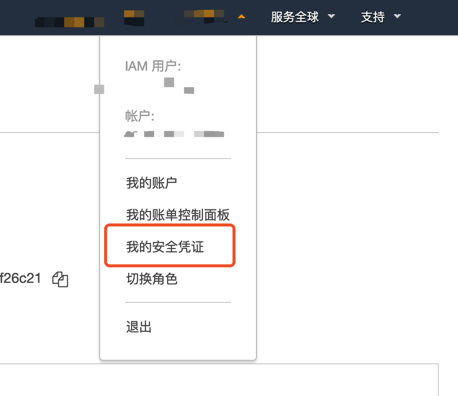 服务全球
支持
IAM 用户:
帐户:
我的账户
我的账单控制面板
我的安全凭证
f26c21
切换角色
退出